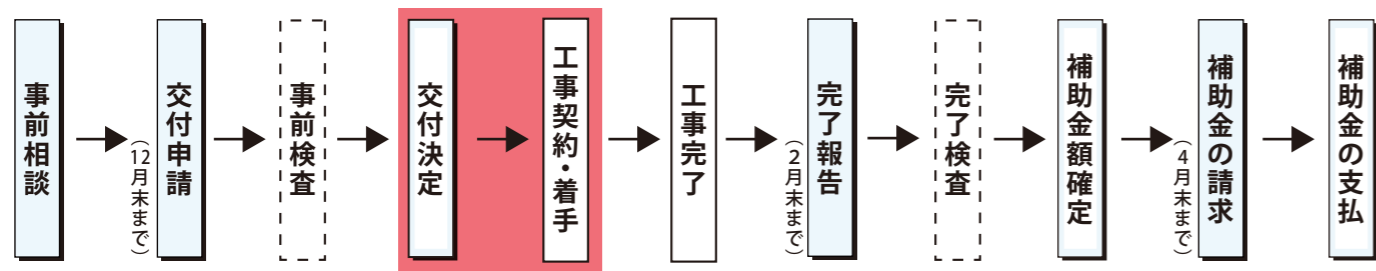 事前相談
交付申請
（12月末まで）
事前検査
交付決定
工事契約・着手
工事完了
完了報告
（2月末まで）
完了検査
補助金額確定
補助金の請求
（4月末まで）
補助金の支払